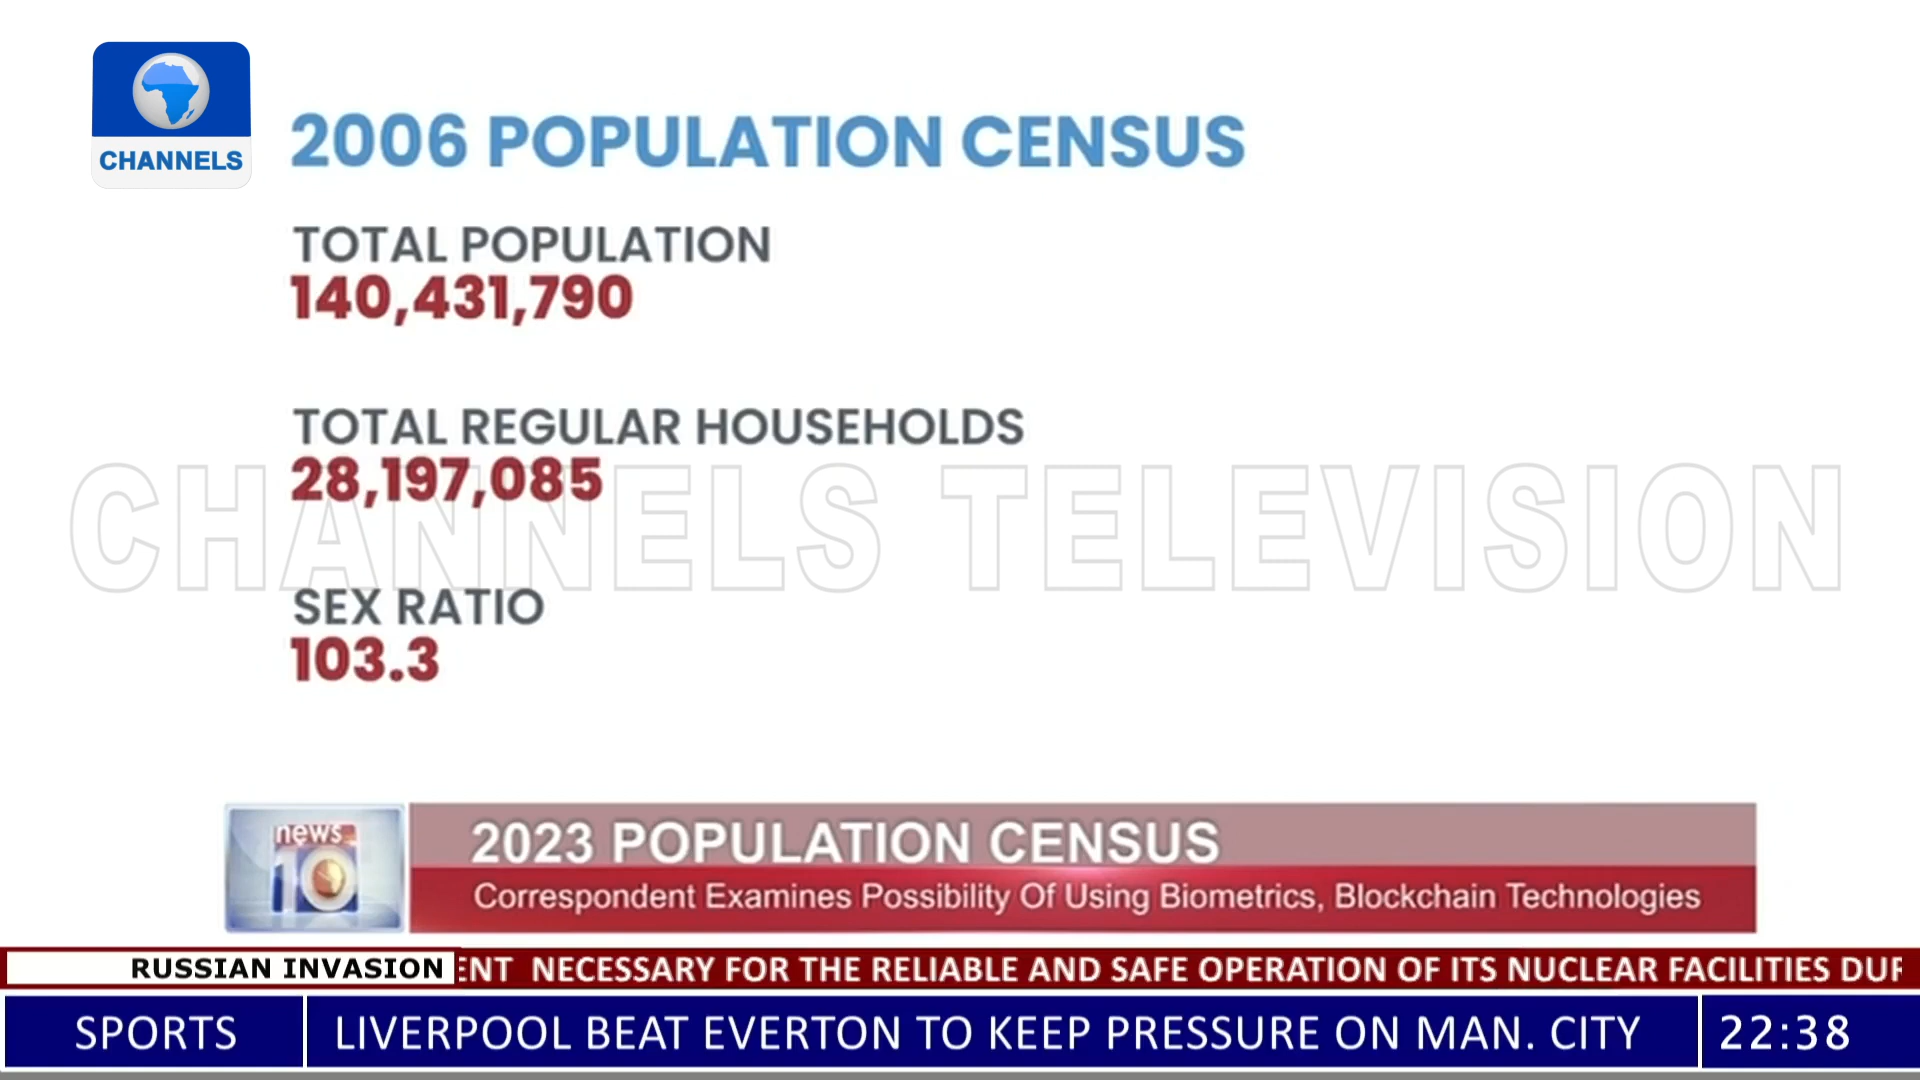 CHANNELS
2006 POPULATION CENSUS
TOTAL POPULATION
140,431,790
TOTAL REGULAR HOUSEHOLDS
28,197,085
CHANNELS TELEVISION
SEX RATIO
103.3
news
10
2023 POPULATION CENSUS
Correspondent Examines Possibility Of Using Biometrics, Blockchain Technologies
RUSSIAN INVASION
ENT NECESSARY FOR THE RELIABLE AND SAFE OPERATION OF ITS NUCLEAR FACILITIES DUR
SPORTS
LIVERPOOL BEAT EVERTON TO KEEP PRESSURE ON MAN. CITY
22:38